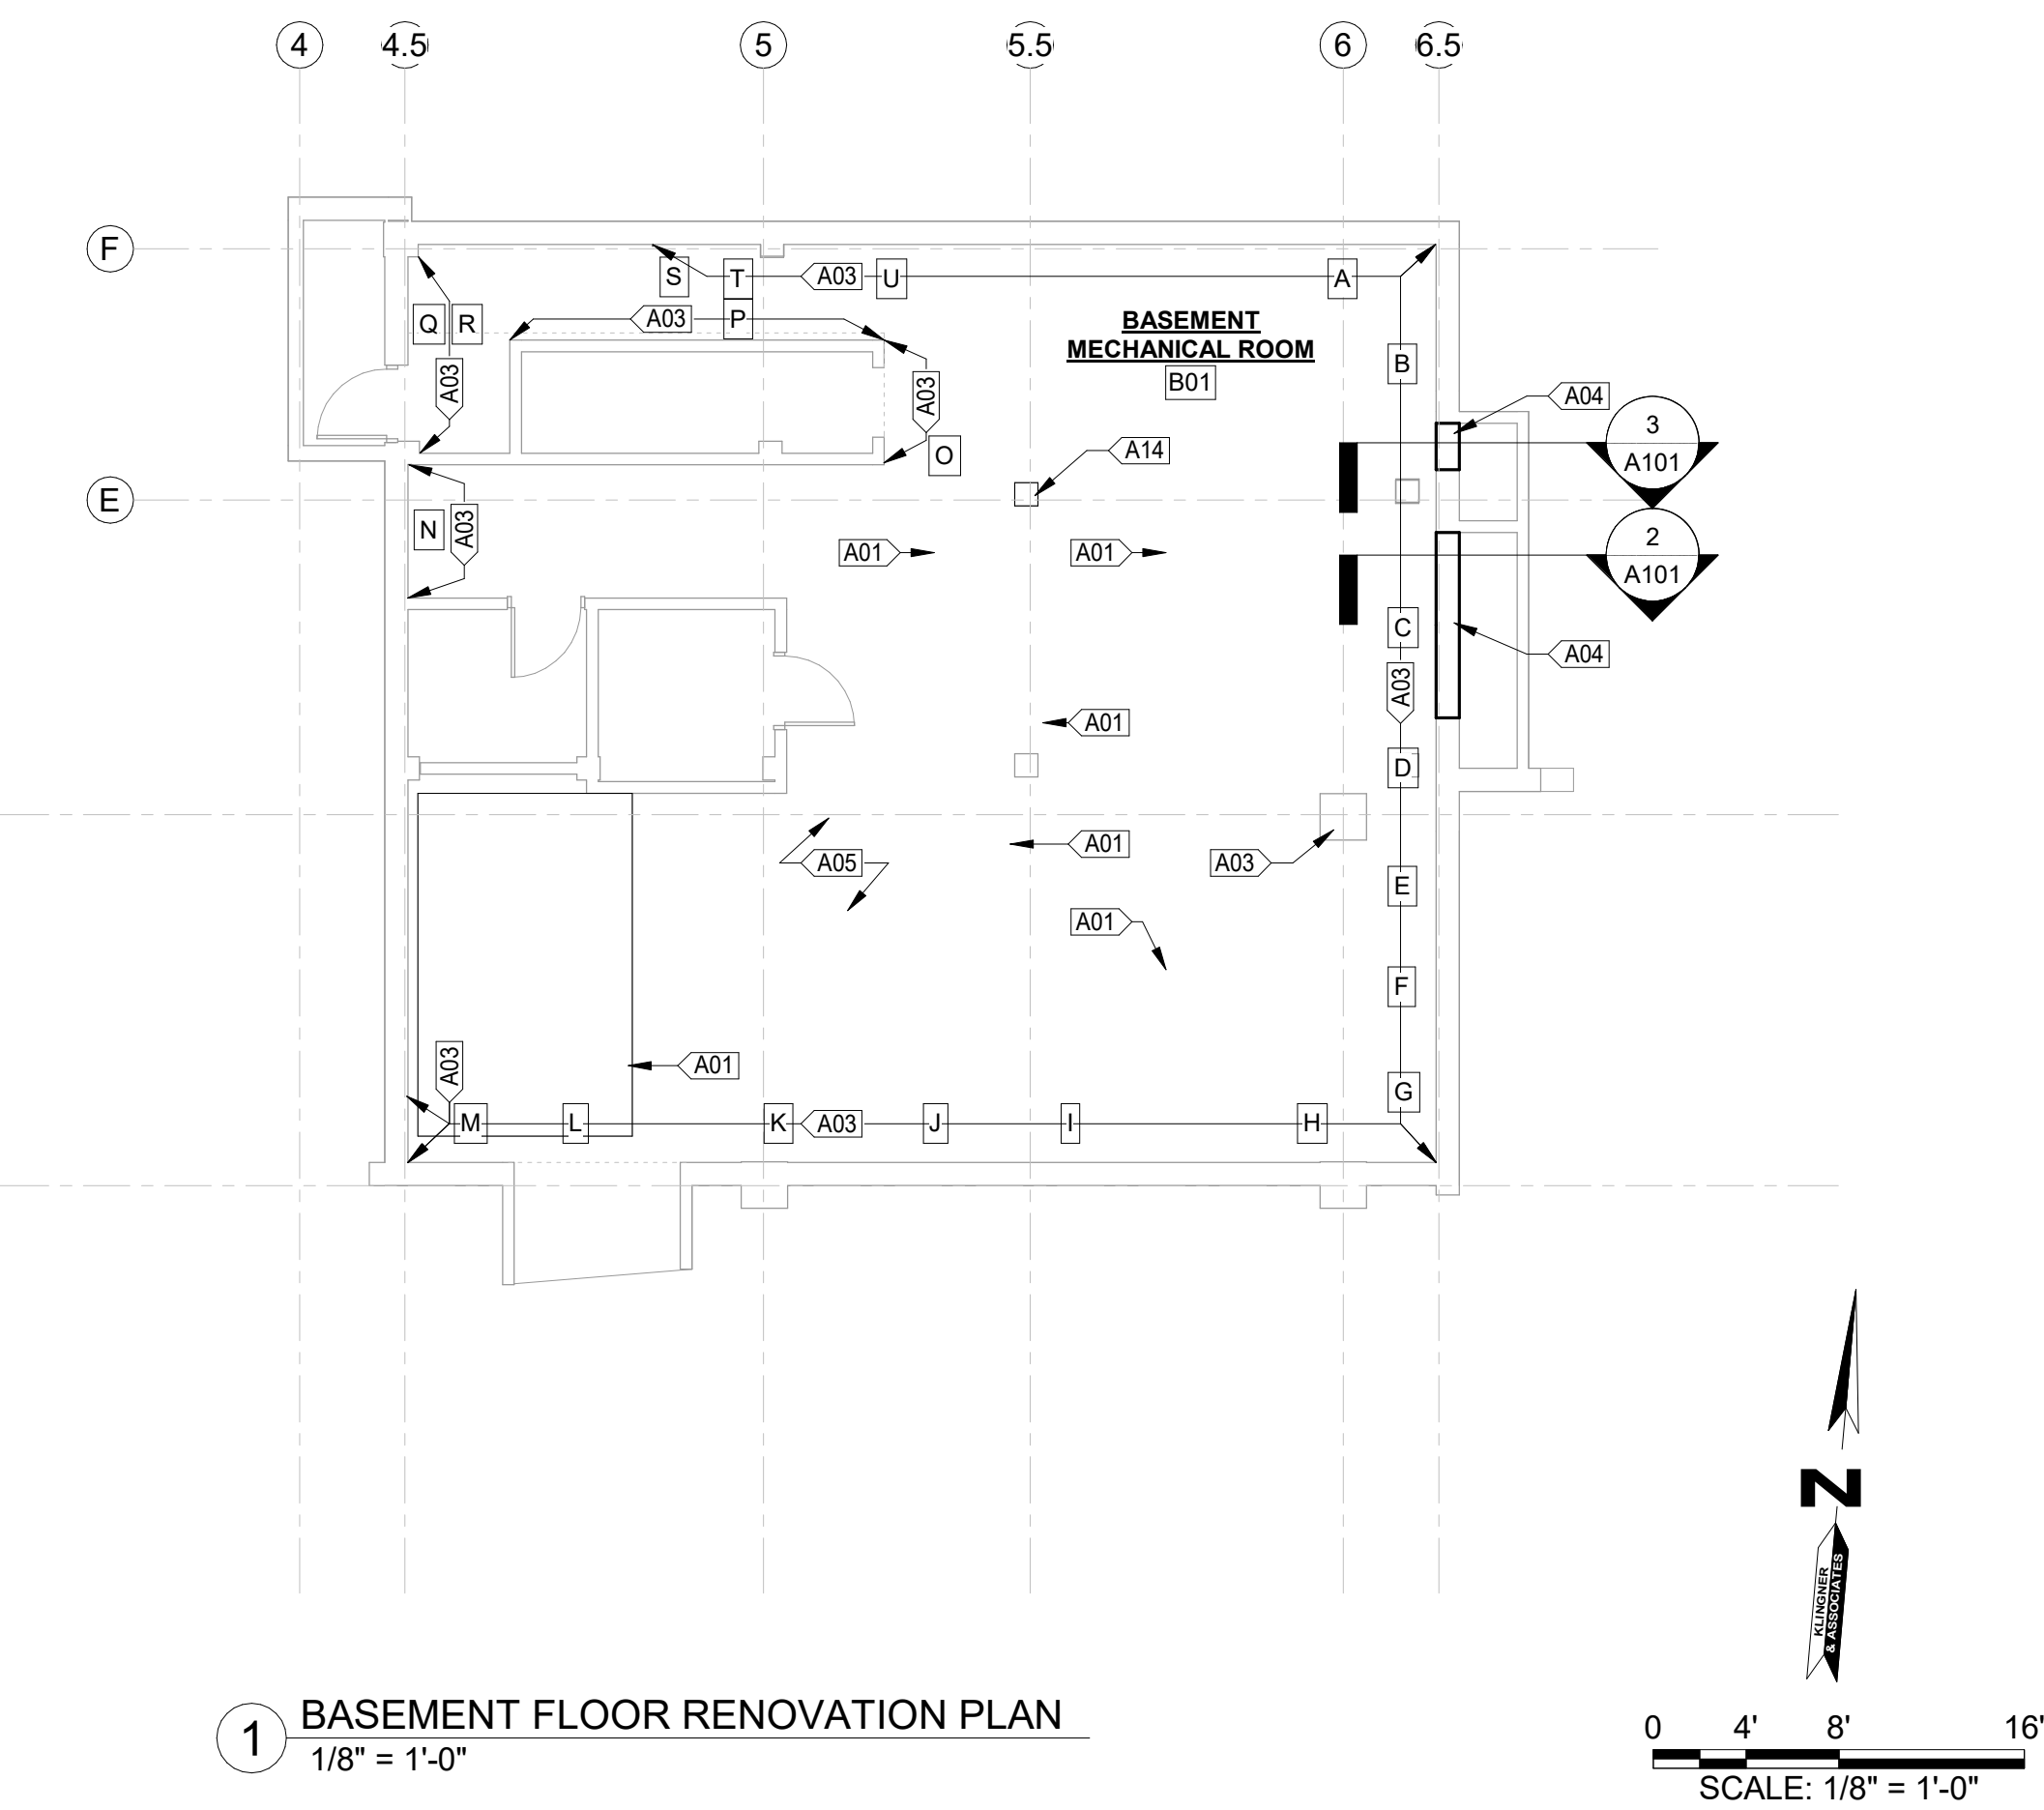 4 4.5 5 5.5 6 6.5
F
S T A03 U A
A03 P
Q R
BASEMENT
MECHANICAL ROOM
B01
B
A03
A03
A04
3
A101
O
A14
E
N
A03
A01
A01
2
A101
C
A04
A03
A01
D
A01
A05
A03
E
A01
F
A03
A01
G
M L K A03 J I H
N
KLINGNER
& ASSOCIATES
1 BASEMENT FLOOR RENOVATION PLAN
1/8" = 1'-0"
0 4' 8' 16'
SCALE: 1/8" = 1'-0"